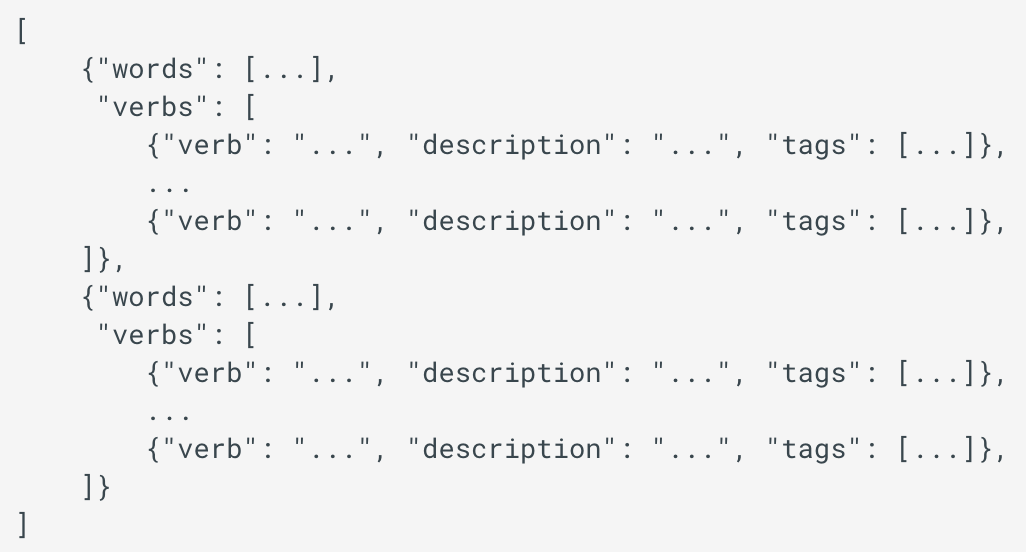 [
    {"words": [...],
     "verbs": [
        {"verb": "...", "description": "...", "tags": [...]},
        ...
        {"verb": "...", "description": "...", "tags": [...]},
    ]},
    {"words": [...],
     "verbs": [
        {"verb": "...", "description": "...", "tags": [...]},
        ...
        {"verb": "...", "description": "...", "tags": [...]},
    ]}
]